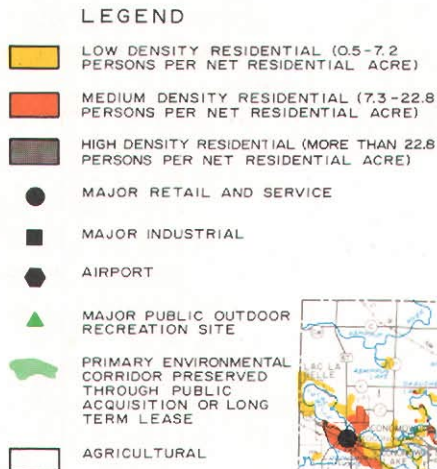 LEGEND
LOW DENSITY RESIDENTIAL (0.5-7.2
PERSONS PER NET RESIDENTIAL ACRE)
MEDIUM DENSITY RESIDENTIAL (7.3-22.8
PERSONS PER NET RESIDENTIAL ACRE)
HIGH DENSITY RESIDENTIAL (MORE THAN 22.8
PERSONS PER NET RESIDENTIAL ACRE)
MAJOR RETAIL AND SERVICE
MAJOR INDUSTRIAL
AIRPORT
MAJOR PUBLIC OUTDOOR
RECREATION SITE
PRIMARY ENVIRONMENTAL
CORRIDOR PRESERVED
THROUGH PUBLIC
ACQUISITION OR LONG
TERM LEASE
AGRICULTURAL
LAC LA
BELLE